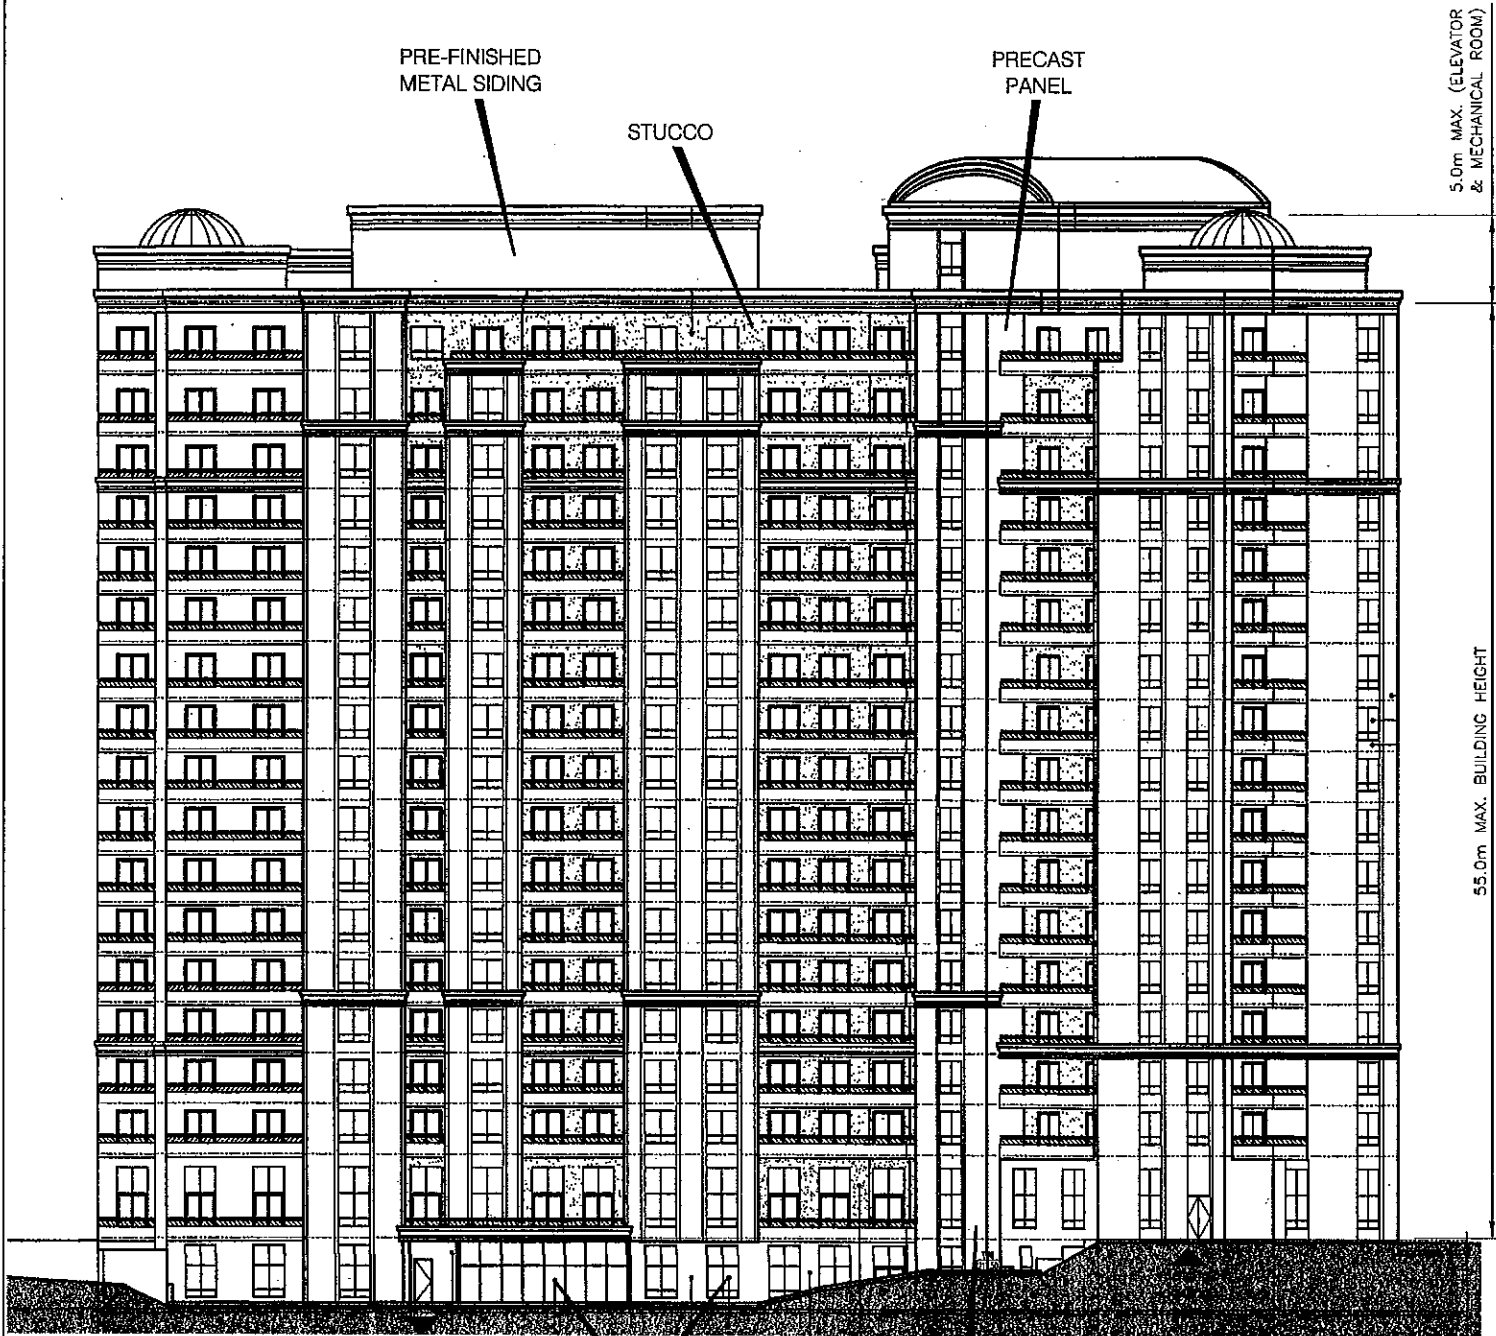 PRE-FINISHED
METAL SIDING
STUCCO
PRECAST
PANEL
5.0m MAX. (ELEVATOR
& MECHANICAL ROOM)
55.0m MAX. BUILDING HEIGHT